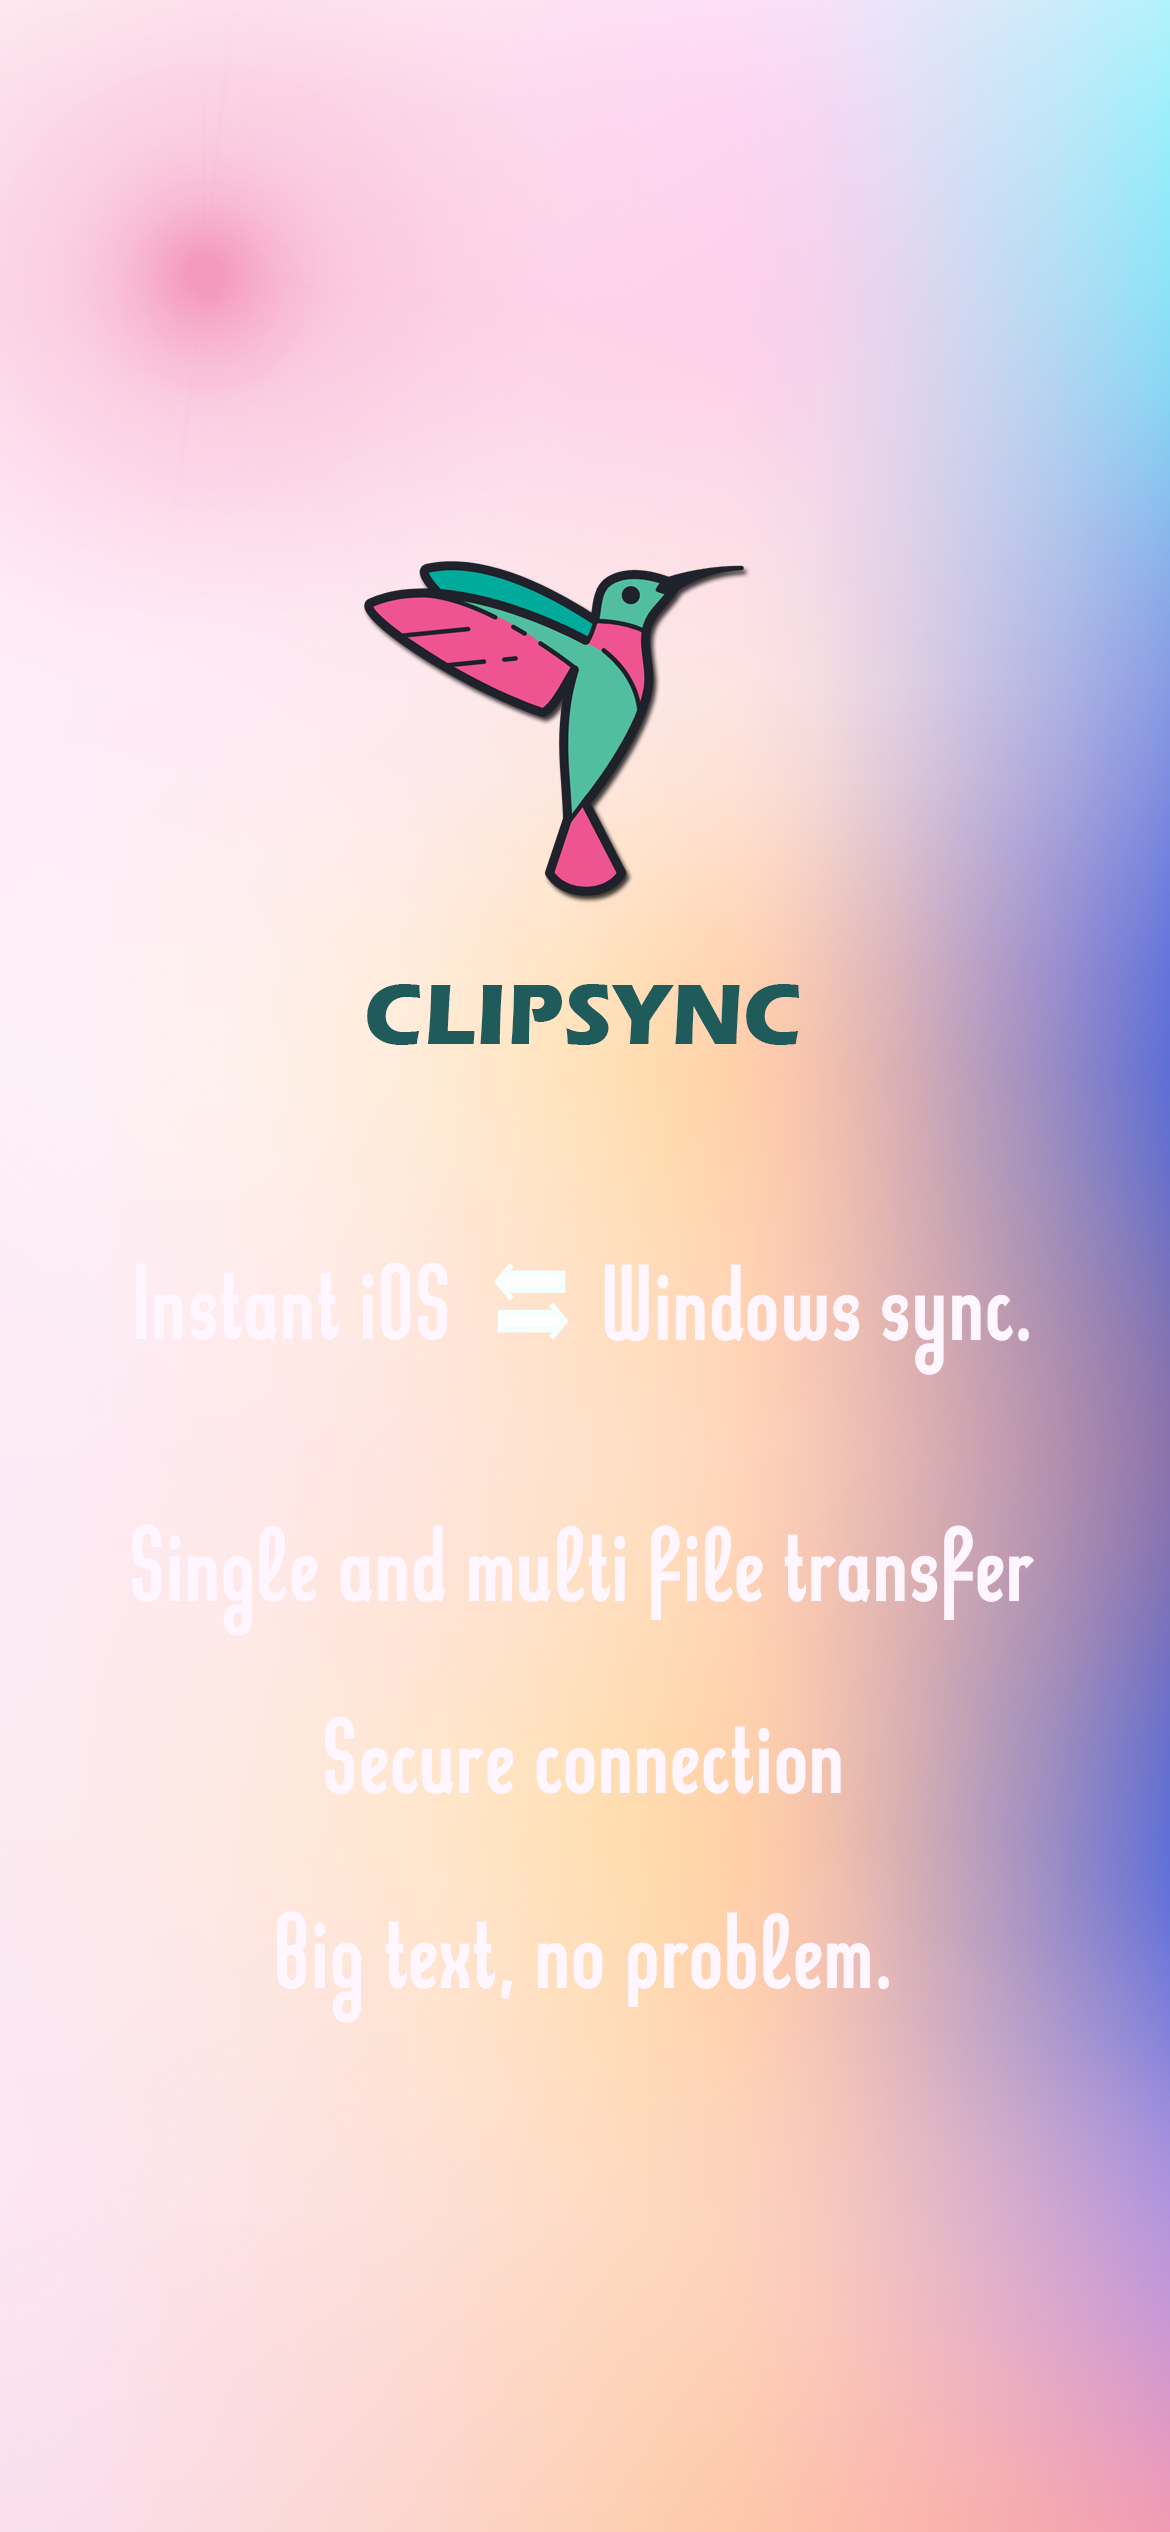 CLIPSYNC
Instant iOS ⇆ Windows sync.
Single and multi file transfer
Secure connection
Big text, no problem.